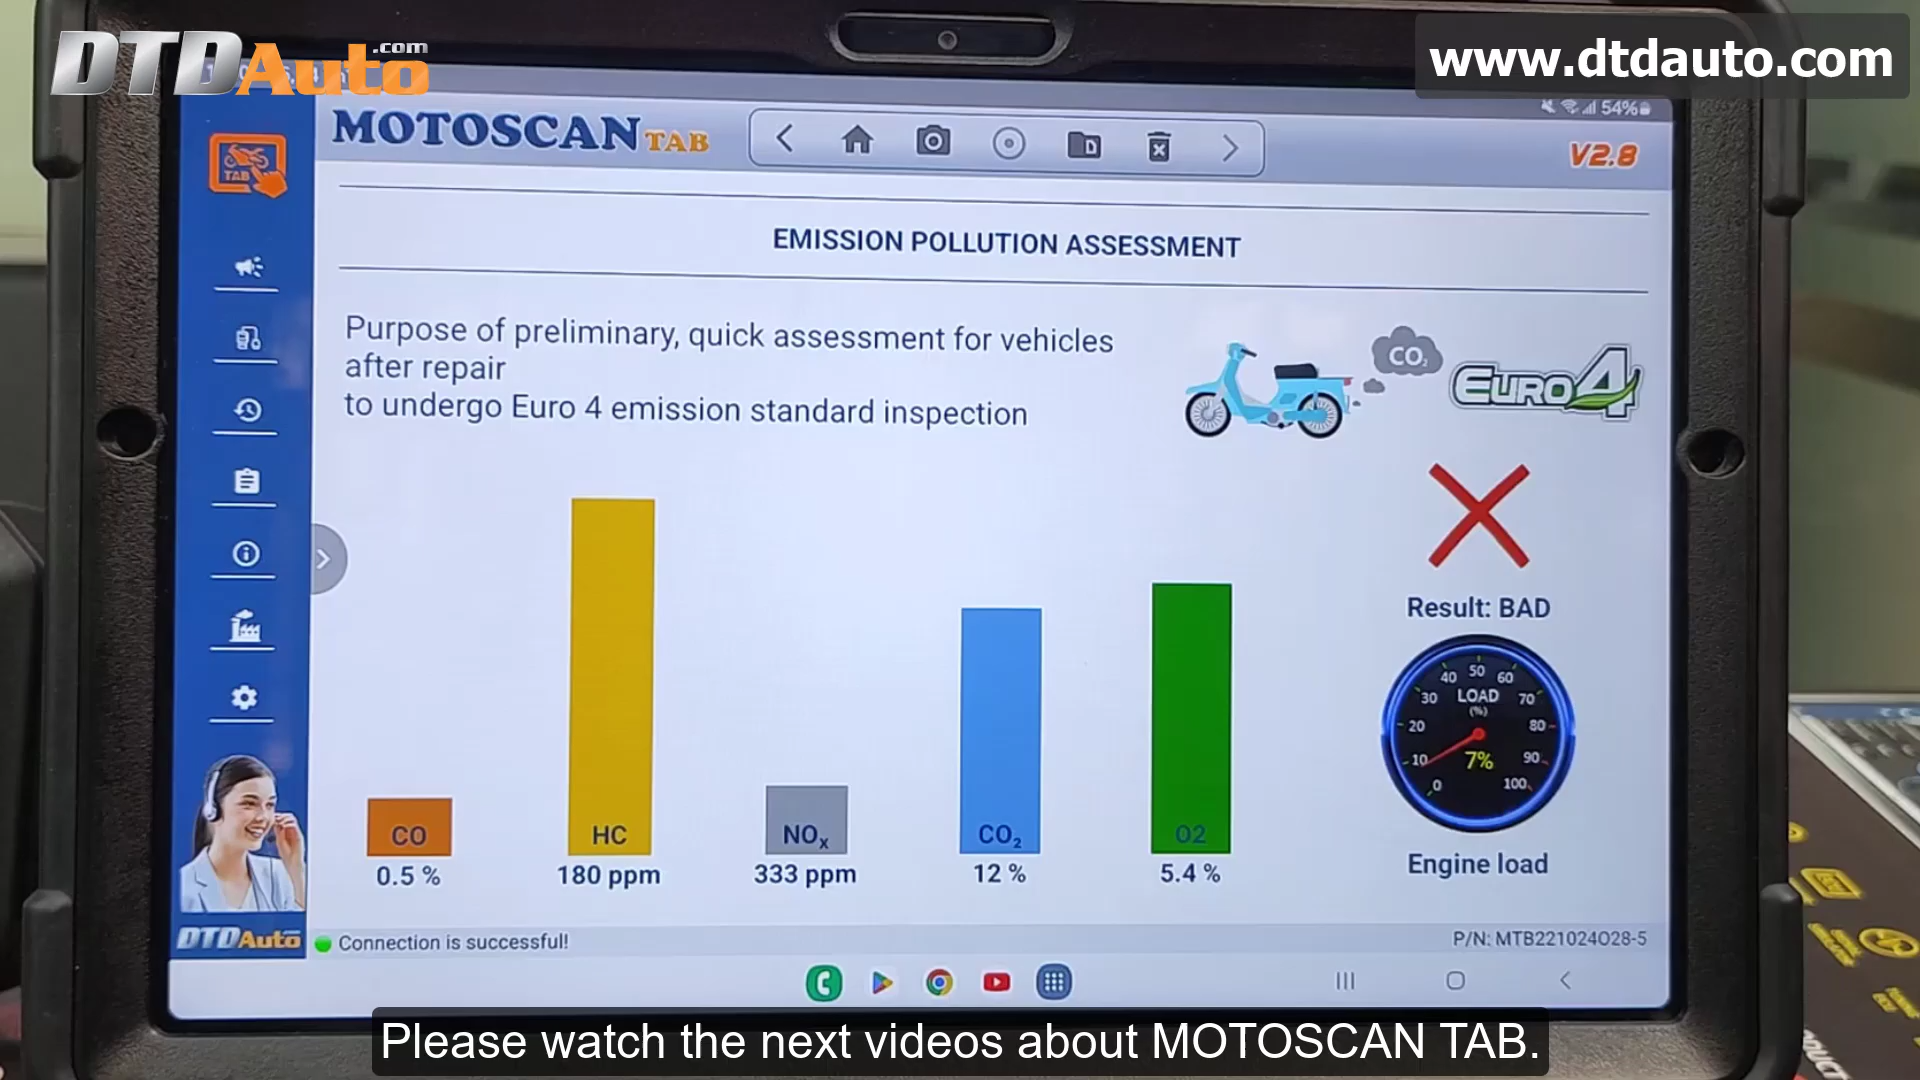 DTDAuto.com
www.dtdauto.com
54%
MOTOSCAN TAB
V2.8
TAB
EMISSION POLLUTION ASSESSMENT
Purpose of preliminary, quick assessment for vehicles
after repair
to undergo Euro 4 emission standard inspection
CO₂
EURO4
Result: BAD
0 10 20 30 40 50 60 70 80 90 100
LOAD
(%)
7%
Engine load
CO HC NOx CO₂ O2
0.5 % 180 ppm 333 ppm 12 % 5.4 %
DTDAuto.com
Connection is successful!
P/N: MTB221024O28-5
Please watch the next videos about MOTOSCAN TAB.